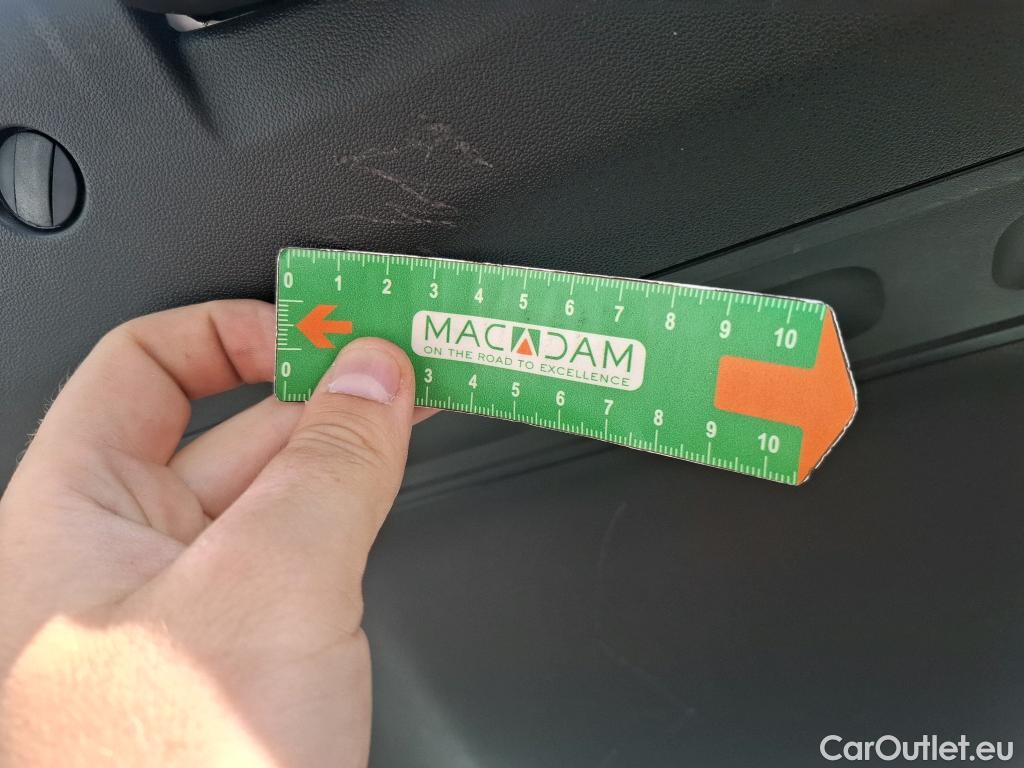 0 1 2 3 4 5 6 7 8 9 10
MACADAM
ON THE ROAD TO EXCELLENCE
0 3 4 5 6 7 8 9 10
CarOutlet.eu